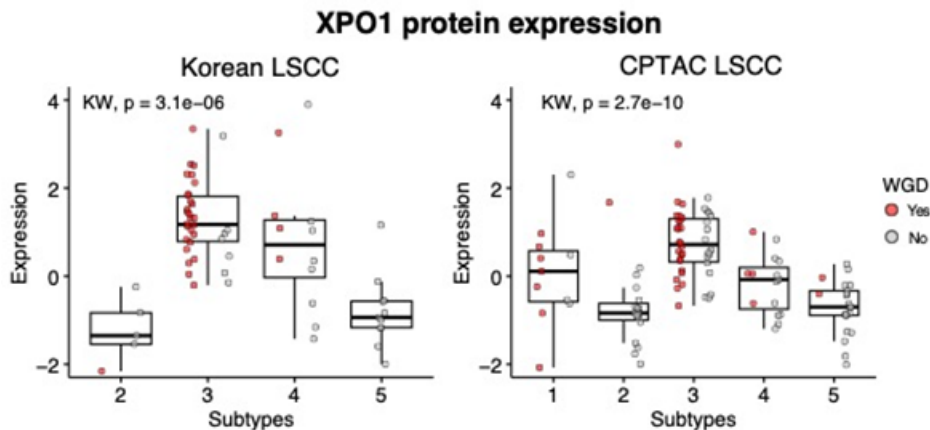 XPO1 protein expression
Korean LSCC
KW, p = 3.1e−06
Expression
4
2
0
−2
2 3 4 5
Subtypes
CPTAC LSCC
KW, p = 2.7e−10
Expression
4
2
0
−2
1 2 3 4 5
Subtypes
WGD
Yes
No